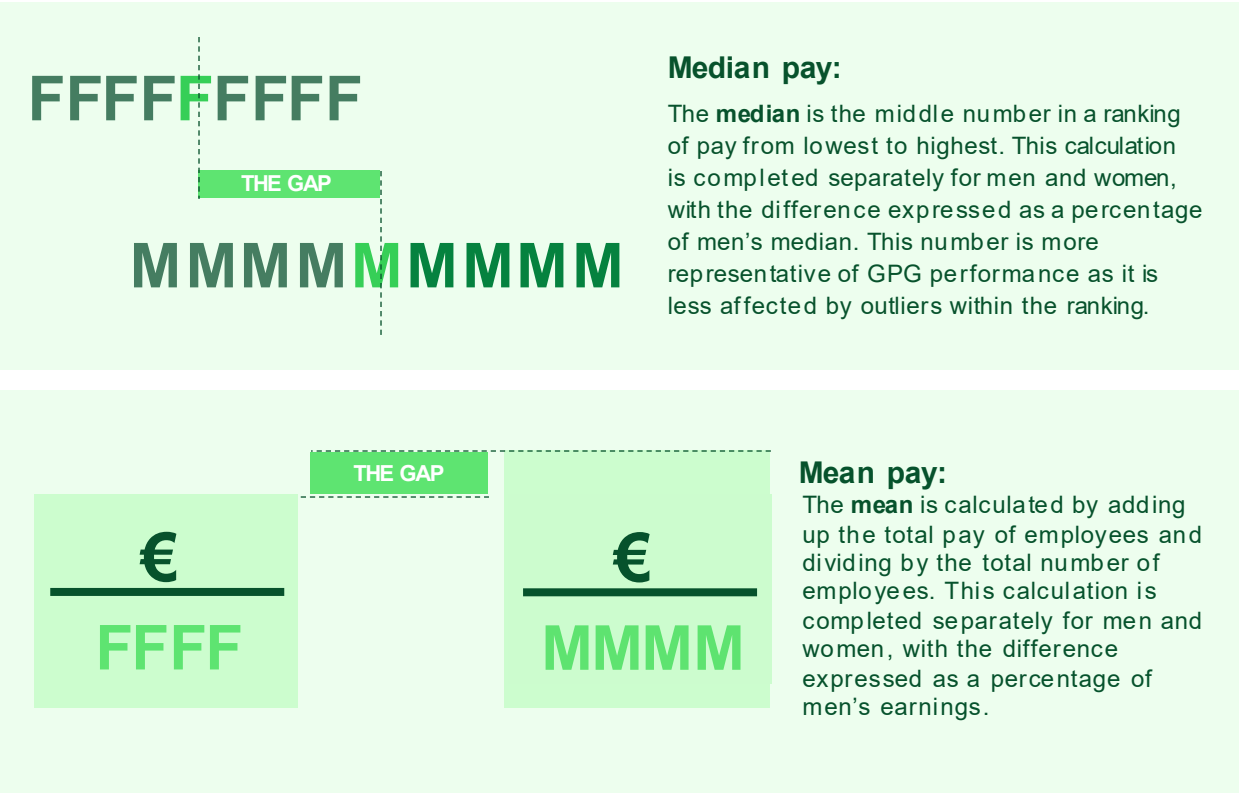 FFFFFFFFF
THE GAP
MMMMMMMMM
Median pay:
The median is the middle number in a ranking
of pay from lowest to highest. This calculation
is completed separately for men and women,
with the difference expressed as a percentage
of men’s median. This number is more
representative of GPG performance as it is
less affected by outliers within the ranking.
THE GAP
€
FFFF
€
MMMM
Mean pay:
The mean is calculated by adding
up the total pay of employees and
dividing by the total number of
employees. This calculation is
completed separately for men and
women, with the difference
expressed as a percentage of
men’s earnings.